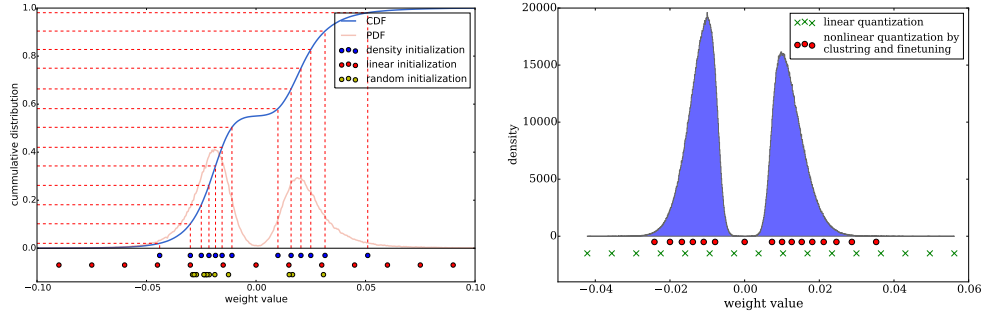 1.0
0.8
0.6
0.4
0.2
0.0
cummulative distribution
CDF
PDF
density initialization
linear initialization
random initialization
−0.10
−0.05
0.00
0.05
0.10
weight value
20000
15000
10000
5000
0
density
linear quantization
nonlinear quantization by
clustring and finetuning
−0.04
−0.02
0.00
0.02
0.04
0.06
weight value